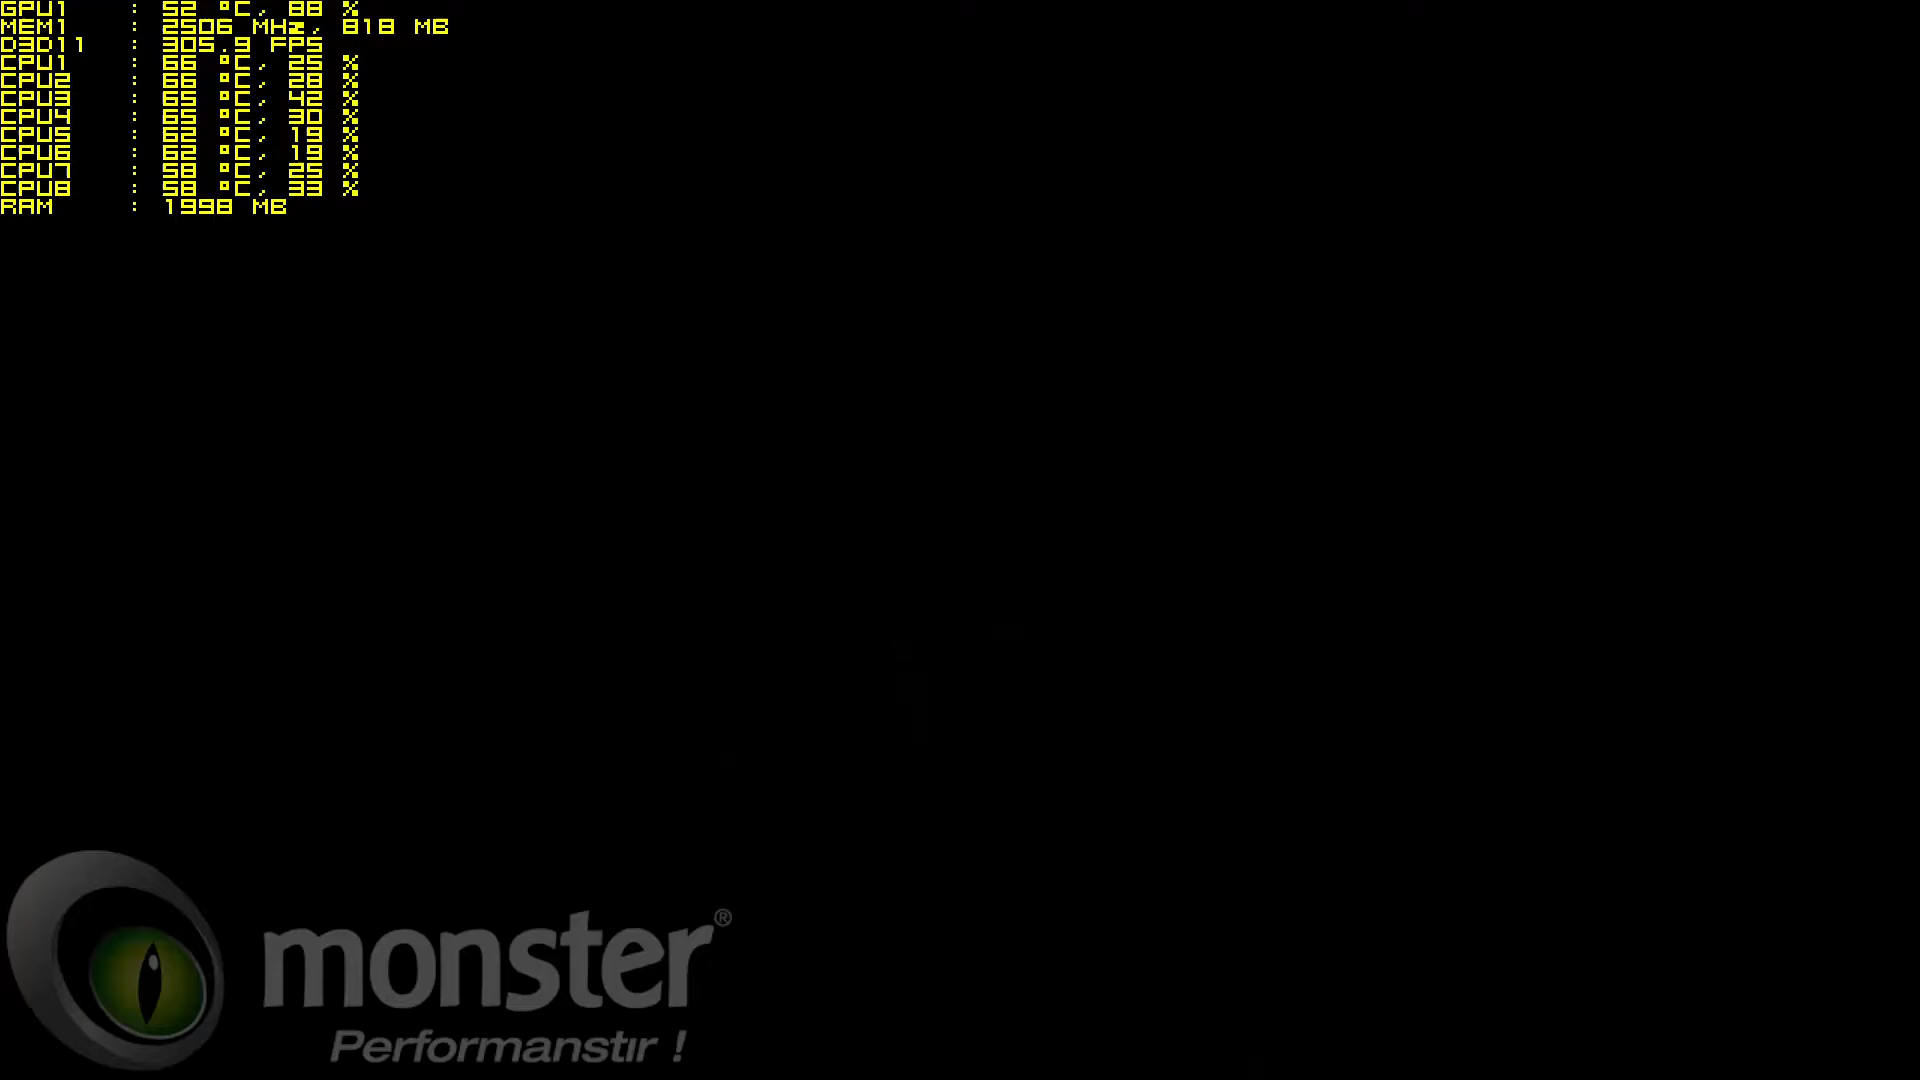 GPU1 : 52 °C, 88 %
MEM1 : 2506 MHz, 818 MB
D3D11 : 305.9 FPS
CPU1 : 66 °C, 25 %
CPU2 : 66 °C, 28 %
CPU3 : 65 °C, 42 %
CPU4 : 65 °C, 30 %
CPU5 : 62 °C, 19 %
CPU6 : 62 °C, 19 %
CPU7 : 58 °C, 25 %
CPU8 : 58 °C, 33 %
RAM : 1998 MB
monster®
Performanstır !